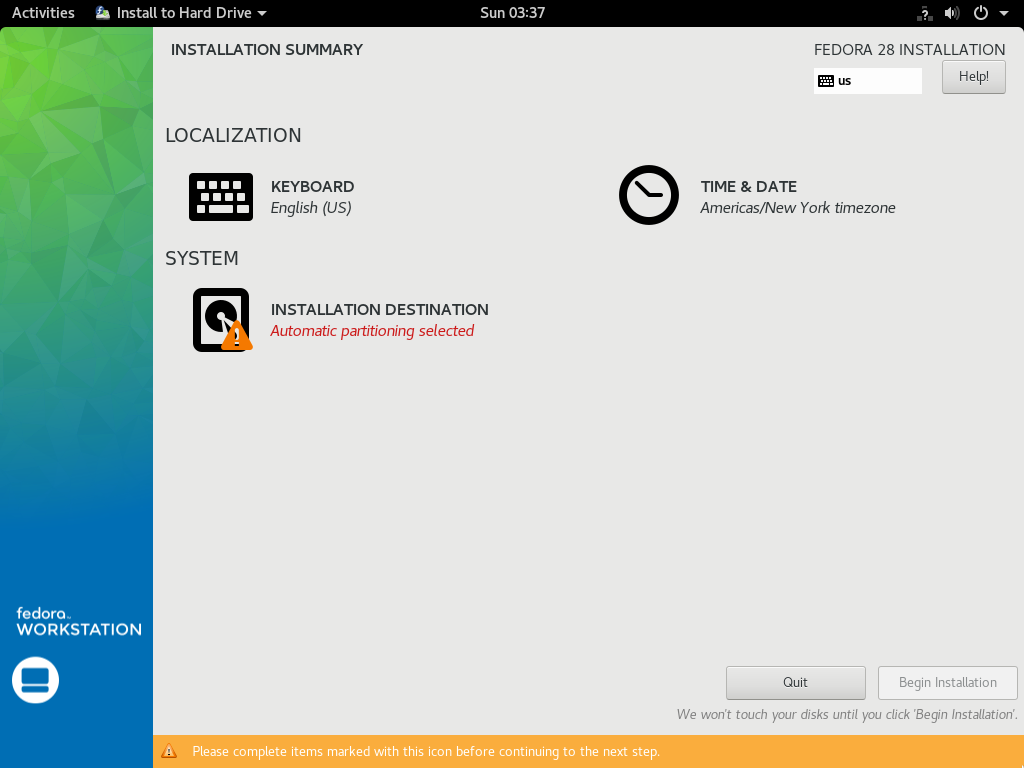 Activities Install to Hard Drive Sun 03:37
INSTALLATION SUMMARY
FEDORA 28 INSTALLATION
us
Help!
LOCALIZATION
KEYBOARD
English (US)
TIME & DATE
Americas/New York timezone
SYSTEM
INSTALLATION DESTINATION
Automatic partitioning selected
fedora
WORKSTATION
Quit
Begin Installation
We won't touch your disks until you click 'Begin Installation'.
Please complete items marked with this icon before continuing to the next step.